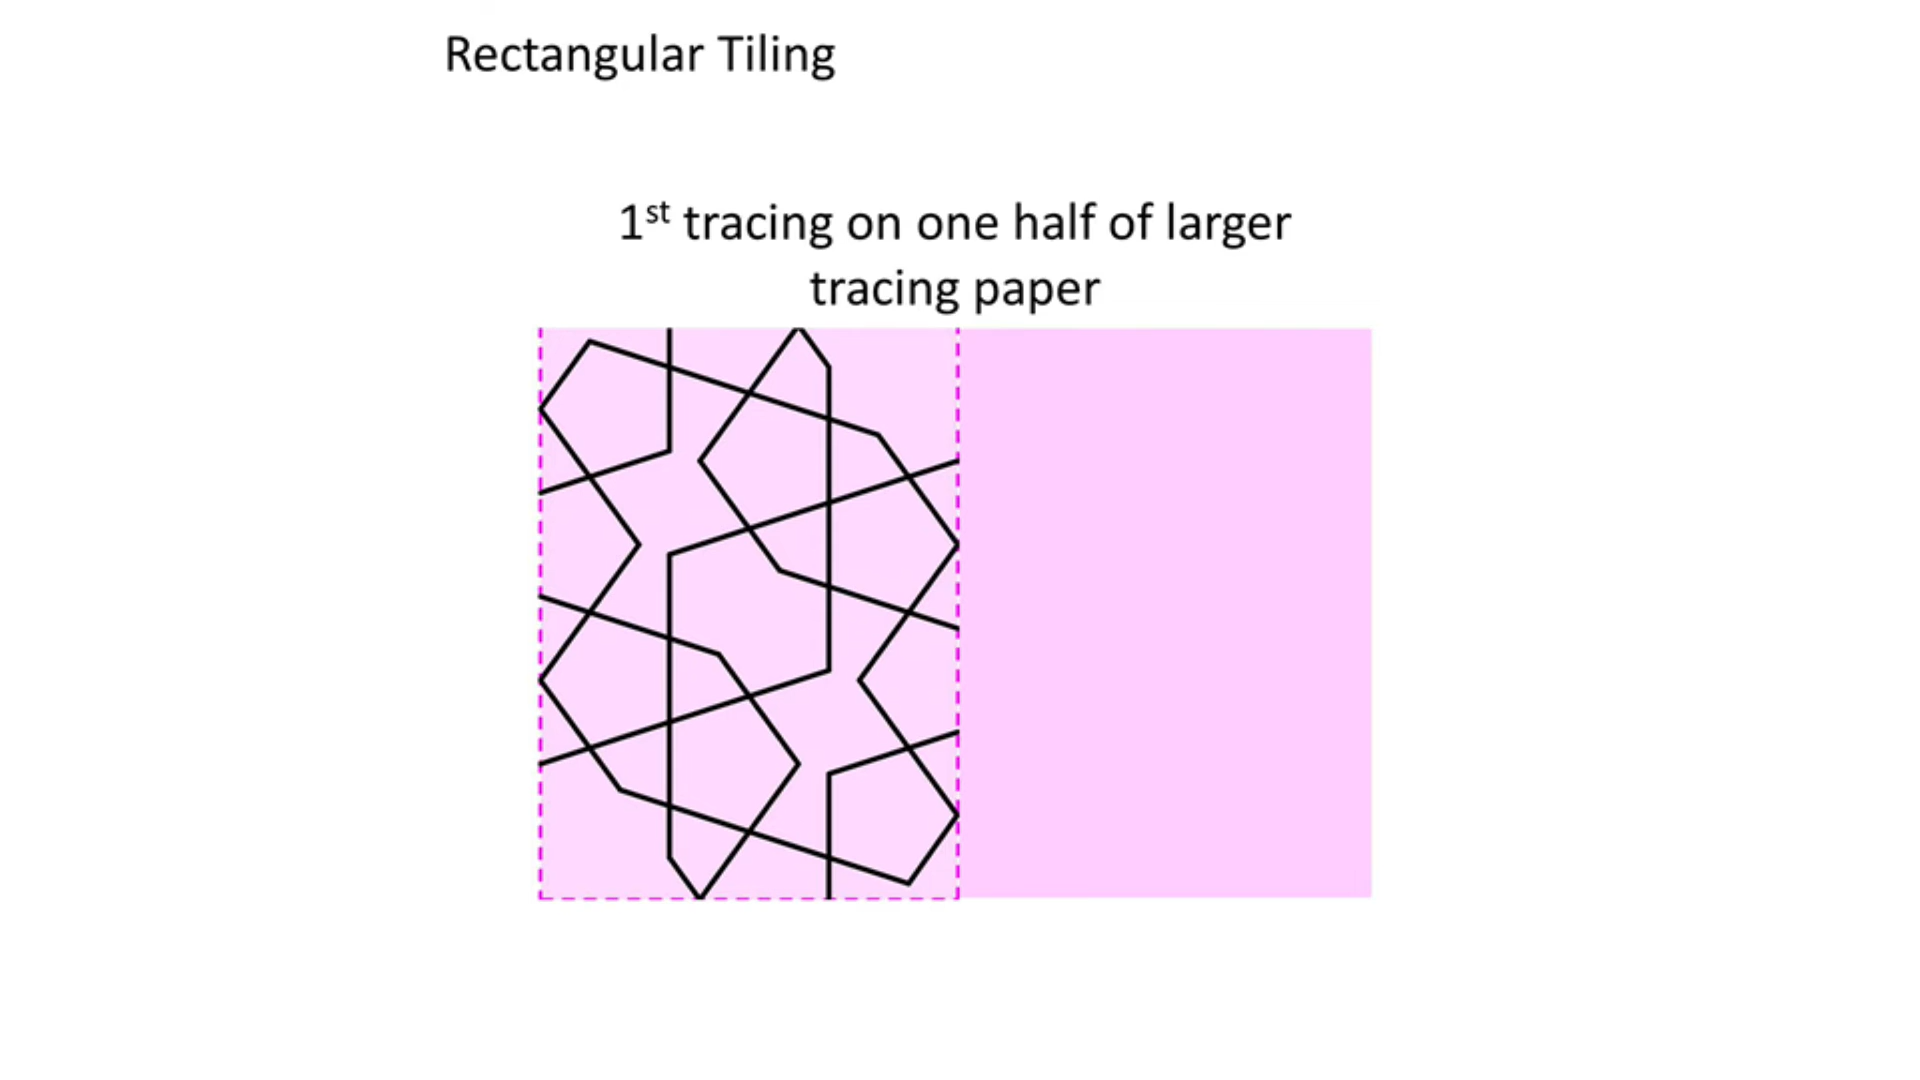 Rectangular Tiling
1st tracing on one half of larger
tracing paper